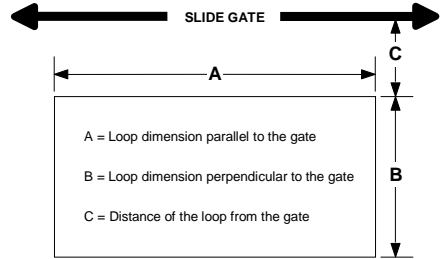 SLIDE GATE
C
A
A = Loop dimension parallel to the gate
B = Loop dimension perpendicular to the gate
B
C = Distance of the loop from the gate